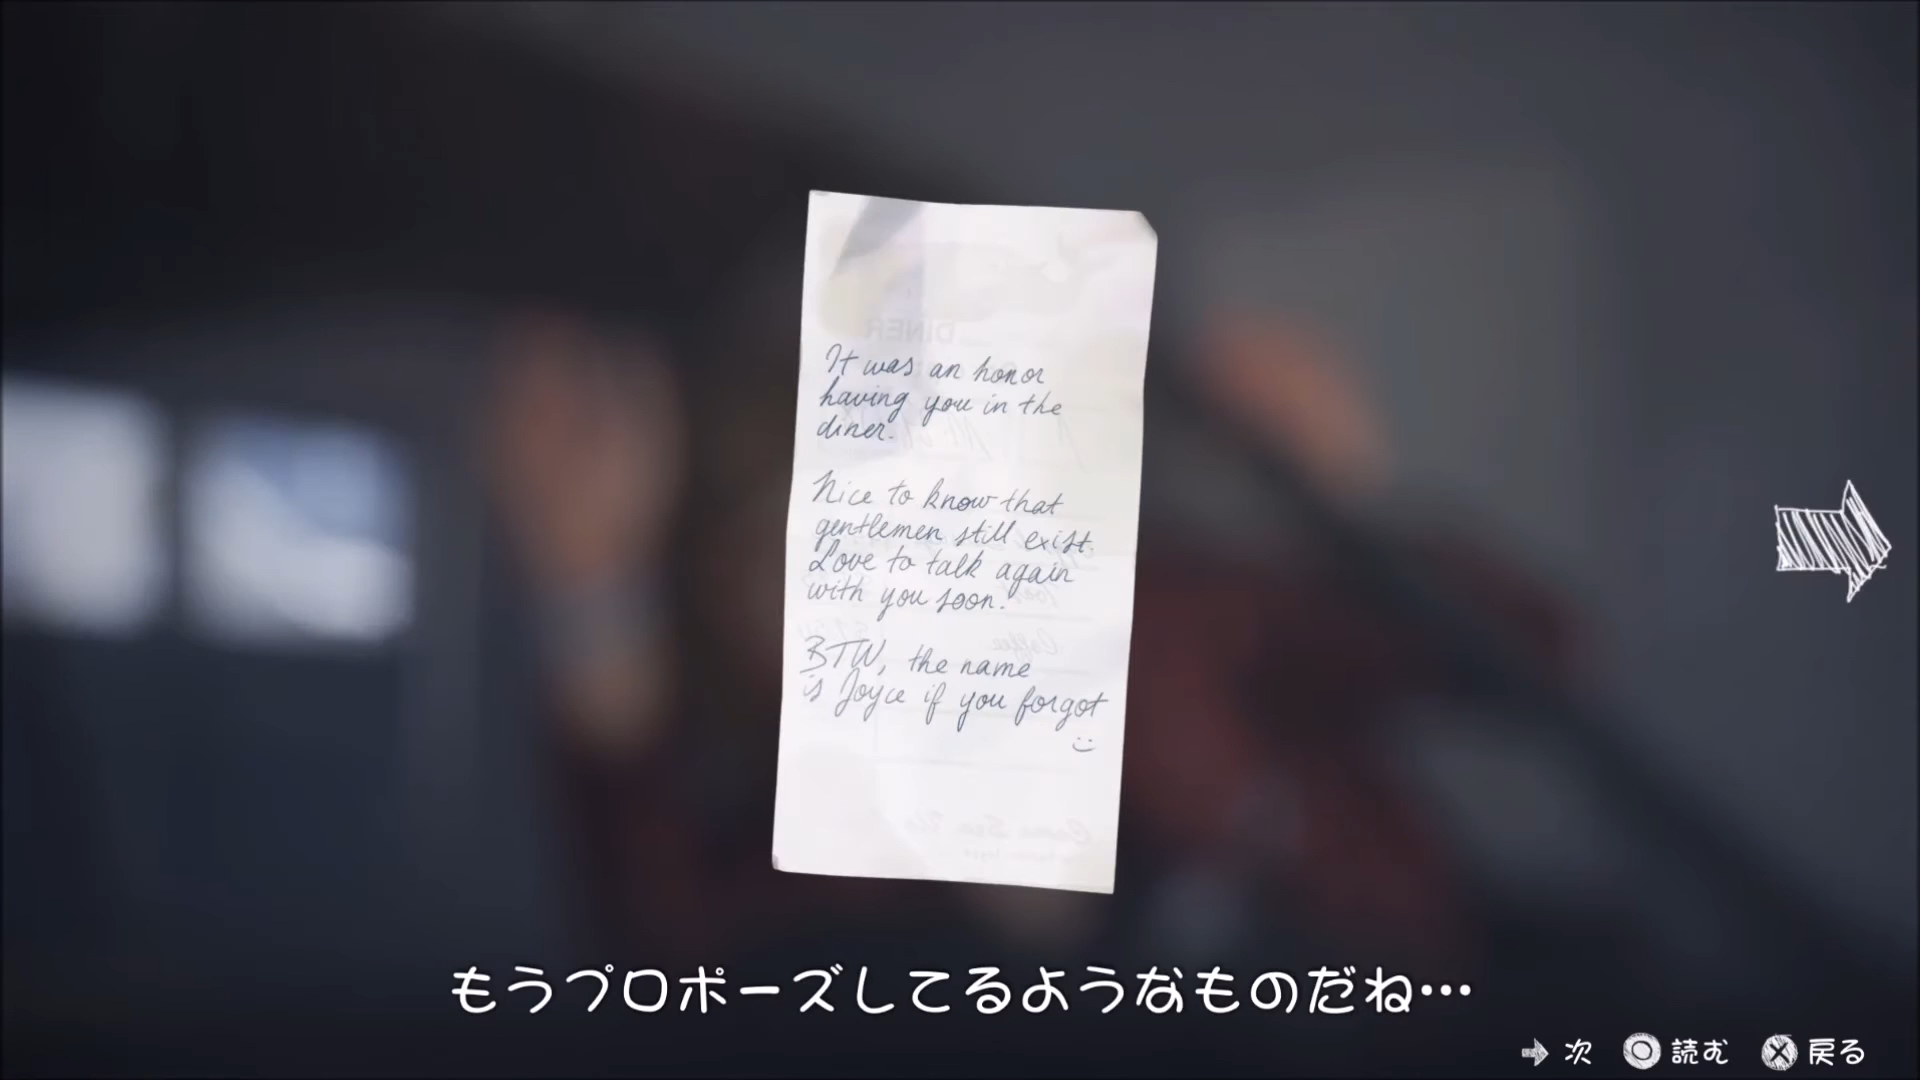 DINER
It was an honor
having you in the
diner.
Nice to know that
gentlemen still exist.
Love to talk again
with you soon.
BTW, the name
is Joyce if you forgot
もうプロポーズしてるようなものだね…
次 読む 戻る